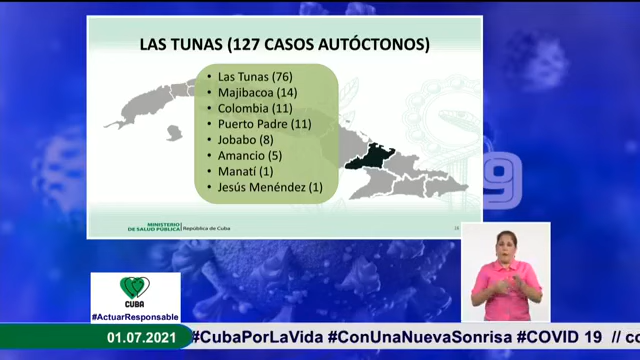 LAS TUNAS (127 CASOS AUTÓCTONOS)
• Las Tunas (76)
• Majibacoa (14)
• Colombia (11)
• Puerto Padre (11)
• Jobabo (8)
• Amancio (5)
• Manatí (1)
• Jesús Menéndez (1)
MINISTERIO
DE SALUD PÚBLICA
República de Cuba
9
CUBA
#ActuarResponsable
01.07.2021 #CubaPorLaVida #ConUnaNuevaSonrisa #COVID 19 // co